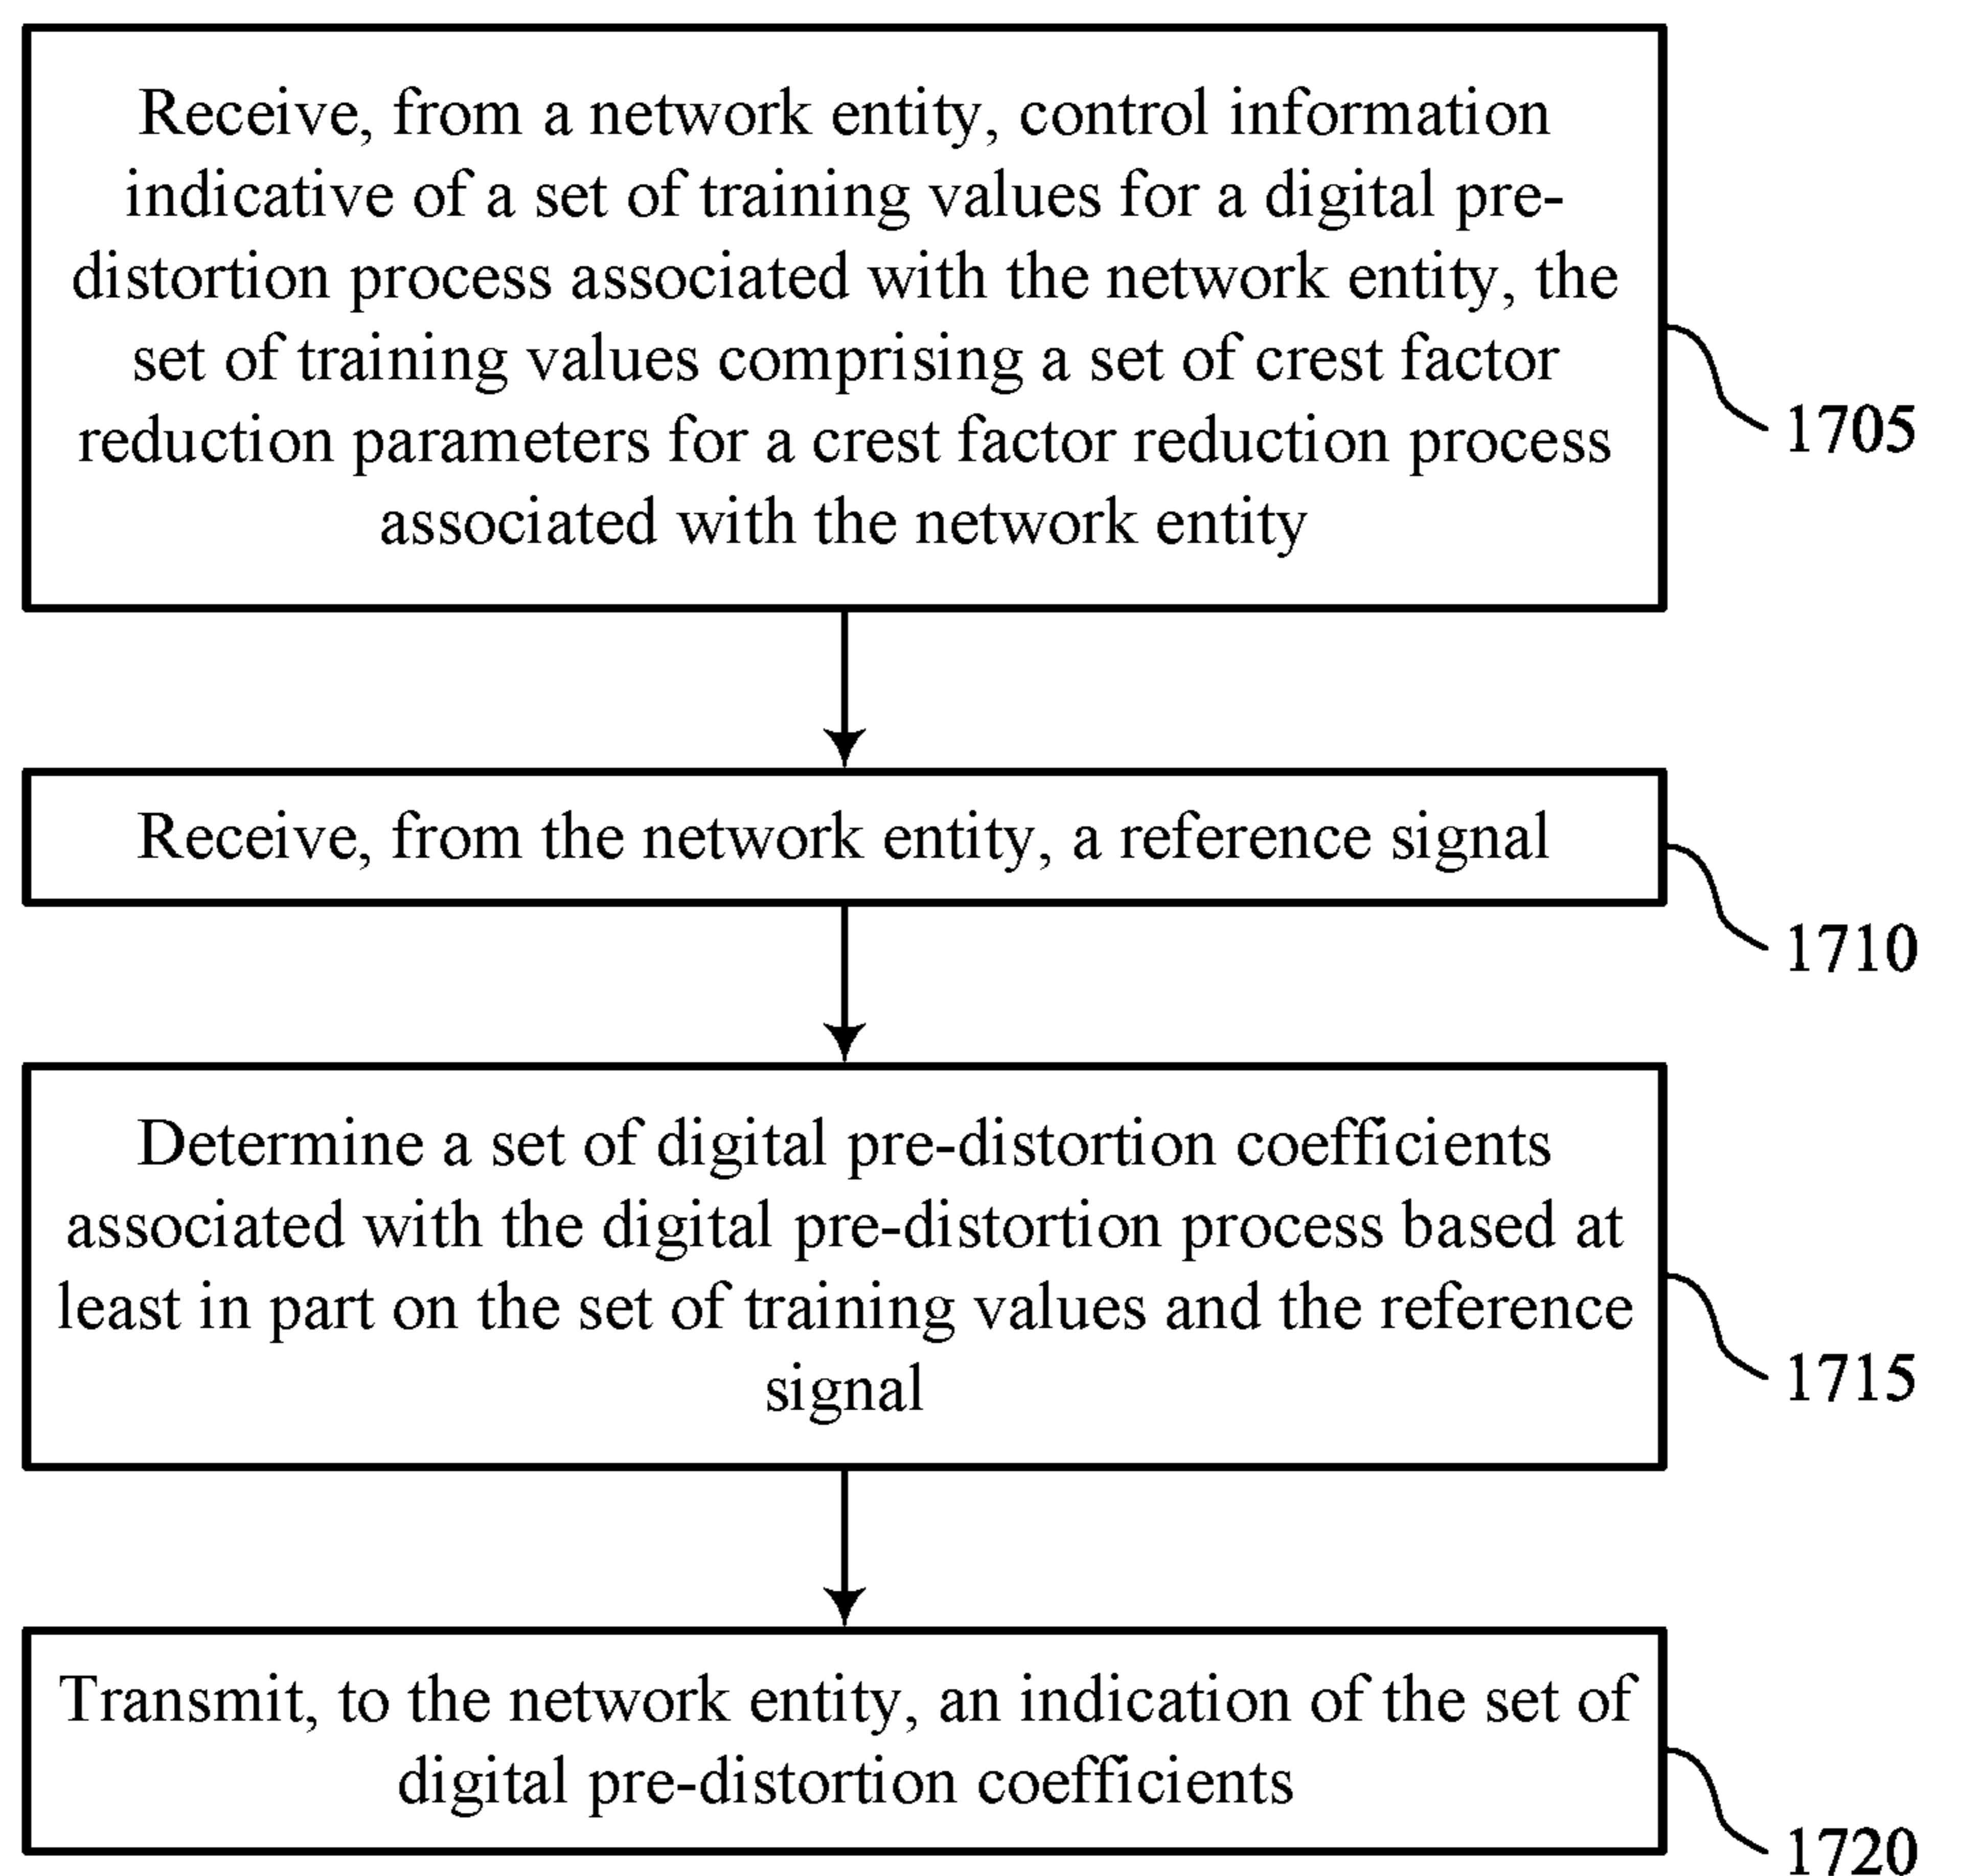 Receive, from a network entity, control information
indicative of a set of training values for a digital pre-
distortion process associated with the network entity, the
set of training values comprising a set of crest factor
reduction parameters for a crest factor reduction process
associated with the network entity
1705
Receive, from the network entity, a reference signal
1710
Determine a set of digital pre-distortion coefficients
associated with the digital pre-distortion process based at
least in part on the set of training values and the reference
signal
1715
Transmit, to the network entity, an indication of the set of
digital pre-distortion coefficients
1720